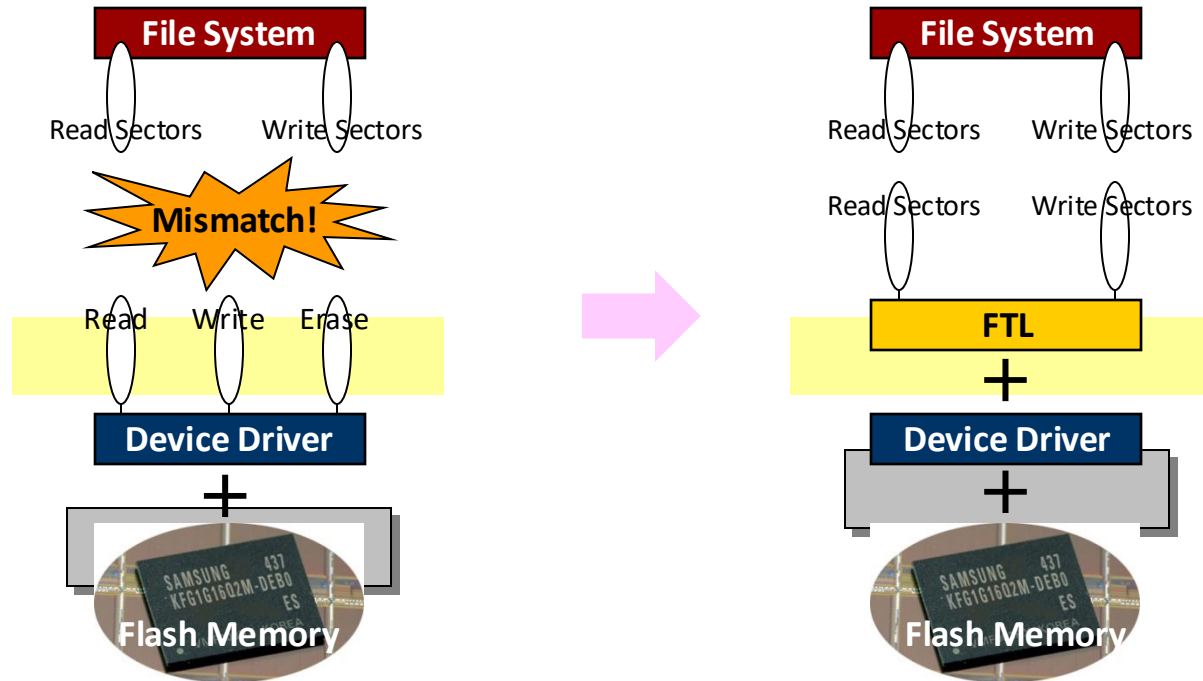 File System
Read Sectors Write Sectors
Mismatch!
Read Write Erase
Device Driver
+
SAMSUNG 437
KFG1G16Q2M-DEB0
ES
Flash Memory
File System
Read Sectors Write Sectors
Read Sectors Write Sectors
FTL
+
Device Driver
+
SAMSUNG 437
KFG1G16Q2M-DEB0
ES
Flash Memory